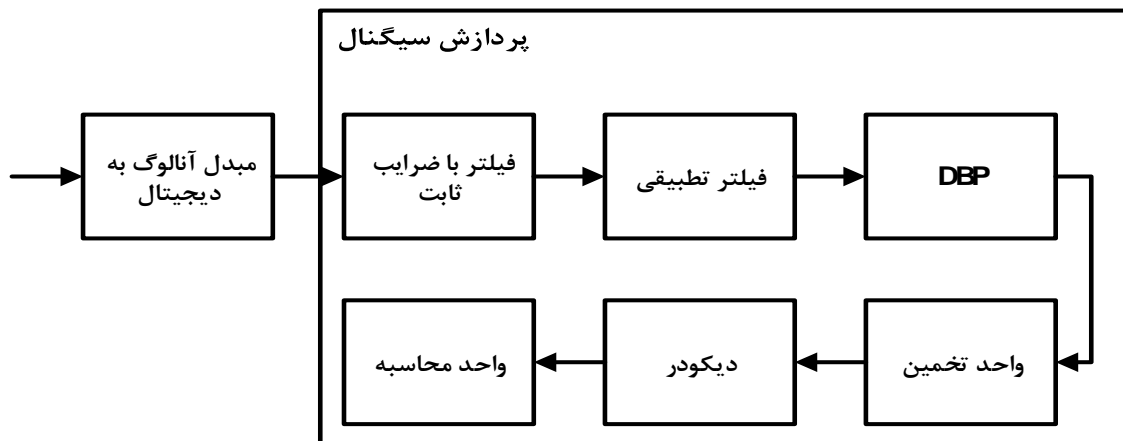 پردازش سیگنال
مبدل آنالوگ به
دیجیتال
فیلتر با ضرایب
ثابت
فیلتر تطبیقی
DBP
واحد محاسبه
دیکودر
واحد تخمین